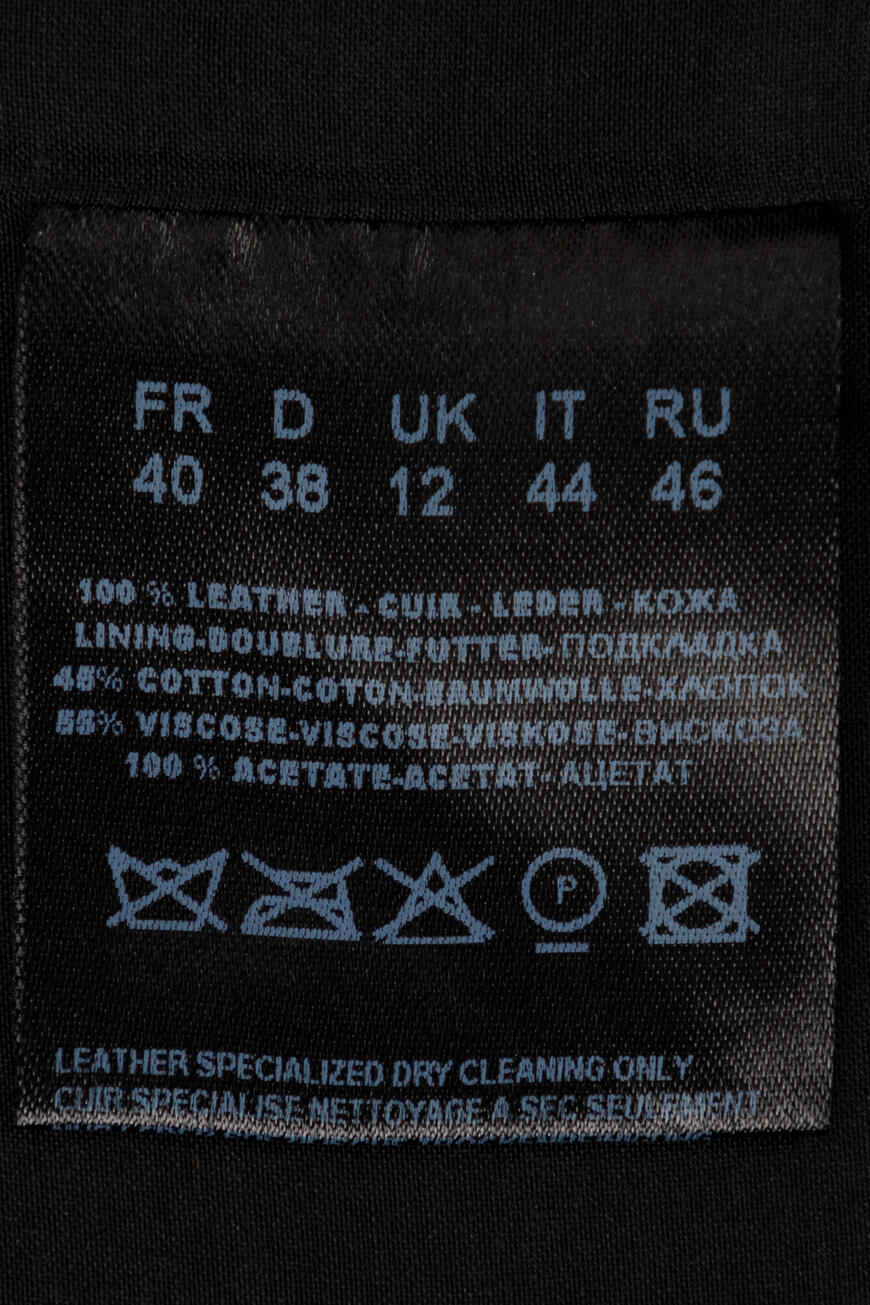 FR D UK IT RU
40 38 12 44 46
100 % LEATHER - CUIR - LEDER - КОЖА
LINING-DOUBLURE-FUTTER-ПОДКЛАДКА
45% COTTON-COTON-BAUMWOLLE-ХЛОПОК
55% VISCOSE-VISCOSE-VISKOSE-ВИСКОЗА
100 % ACETATE-ACETAT-АЦЕТАТ
P
LEATHER SPECIALIZED DRY CLEANING ONLY
CUIR SPECIALISE NETTOYAGE A SEC SEULEMENT